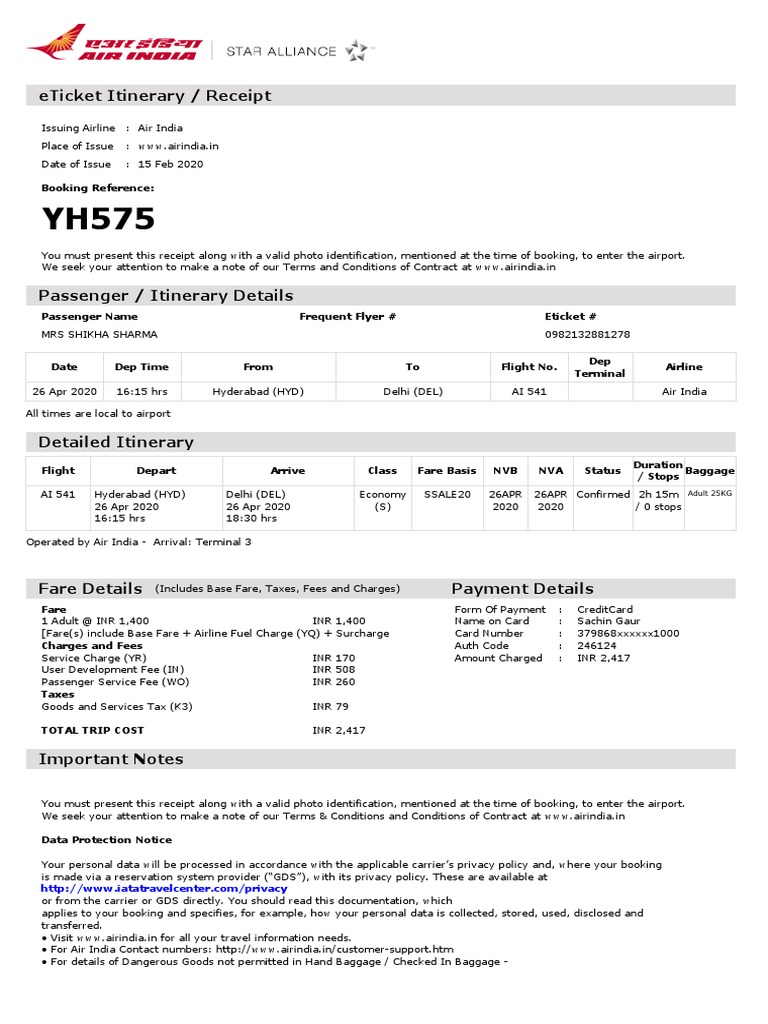 एअर इंडिया
AIR INDIA
STAR ALLIANCE
eTicket Itinerary / Receipt
Issuing Airline : Air India
Place of Issue : www.airindia.in
Date of Issue : 15 Feb 2020
Booking Reference:
YH575
You must present this receipt along with a valid photo identification, mentioned at the time of booking, to enter the airport.
We seek your attention to make a note of our Terms and Conditions of Contract at www.airindia.in
Passenger / Itinerary Details
Passenger Name Frequent Flyer # Eticket #
MRS SHIKHA SHARMA 0982132881278
Date Dep Time From To Flight No. Dep Terminal Airline
26 Apr 2020 16:15 hrs Hyderabad (HYD) Delhi (DEL) AI 541 Air India
All times are local to airport
Detailed Itinerary
Flight Depart Arrive Class Fare Basis NVB NVA Status Duration / Stops Baggage
AI 541 Hyderabad (HYD) Delhi (DEL) Economy SSALE20 26APR 26APR Confirmed 2h 15m Adult 25KG
26 Apr 2020 26 Apr 2020 (S) 2020 2020 / 0 stops
16:15 hrs 18:30 hrs
Operated by Air India - Arrival: Terminal 3
Fare Details (Includes Base Fare, Taxes, Fees and Charges) Payment Details
Fare Form Of Payment : CreditCard
1 Adult @ INR 1,400 INR 1,400 Name on Card : Sachin Gaur
[Fare(s) include Base Fare + Airline Fuel Charge (YQ) + Surcharge Card Number : 379868xxxxxx1000
Charges and Fees Auth Code : 246124
Service Charge (YR) INR 170 Amount Charged : INR 2,417
User Development Fee (IN) INR 508
Passenger Service Fee (WO) INR 260
Taxes
Goods and Services Tax (K3) INR 79
TOTAL TRIP COST INR 2,417
Important Notes
You must present this receipt along with a valid photo identification, mentioned at the time of booking, to enter the airport.
We seek your attention to make a note of our Terms & Conditions and Conditions of Contract at www.airindia.in
Data Protection Notice
Your personal data will be processed in accordance with the applicable carrier's privacy policy and, where your booking
is made via a reservation system provider ("GDS"), with its privacy policy. These are available at
http://www.iatatravelcenter.com/privacy
or from the carrier or GDS directly. You should read this documentation, which
applies to your booking and specifies, for example, how your personal data is collected, stored, used, disclosed and
transferred.
• Visit www.airindia.in for all your travel information needs.
• For Air India Contact numbers: http://www.airindia.in/customer-support.htm
• For details of Dangerous Goods not permitted in Hand Baggage / Checked In Baggage -